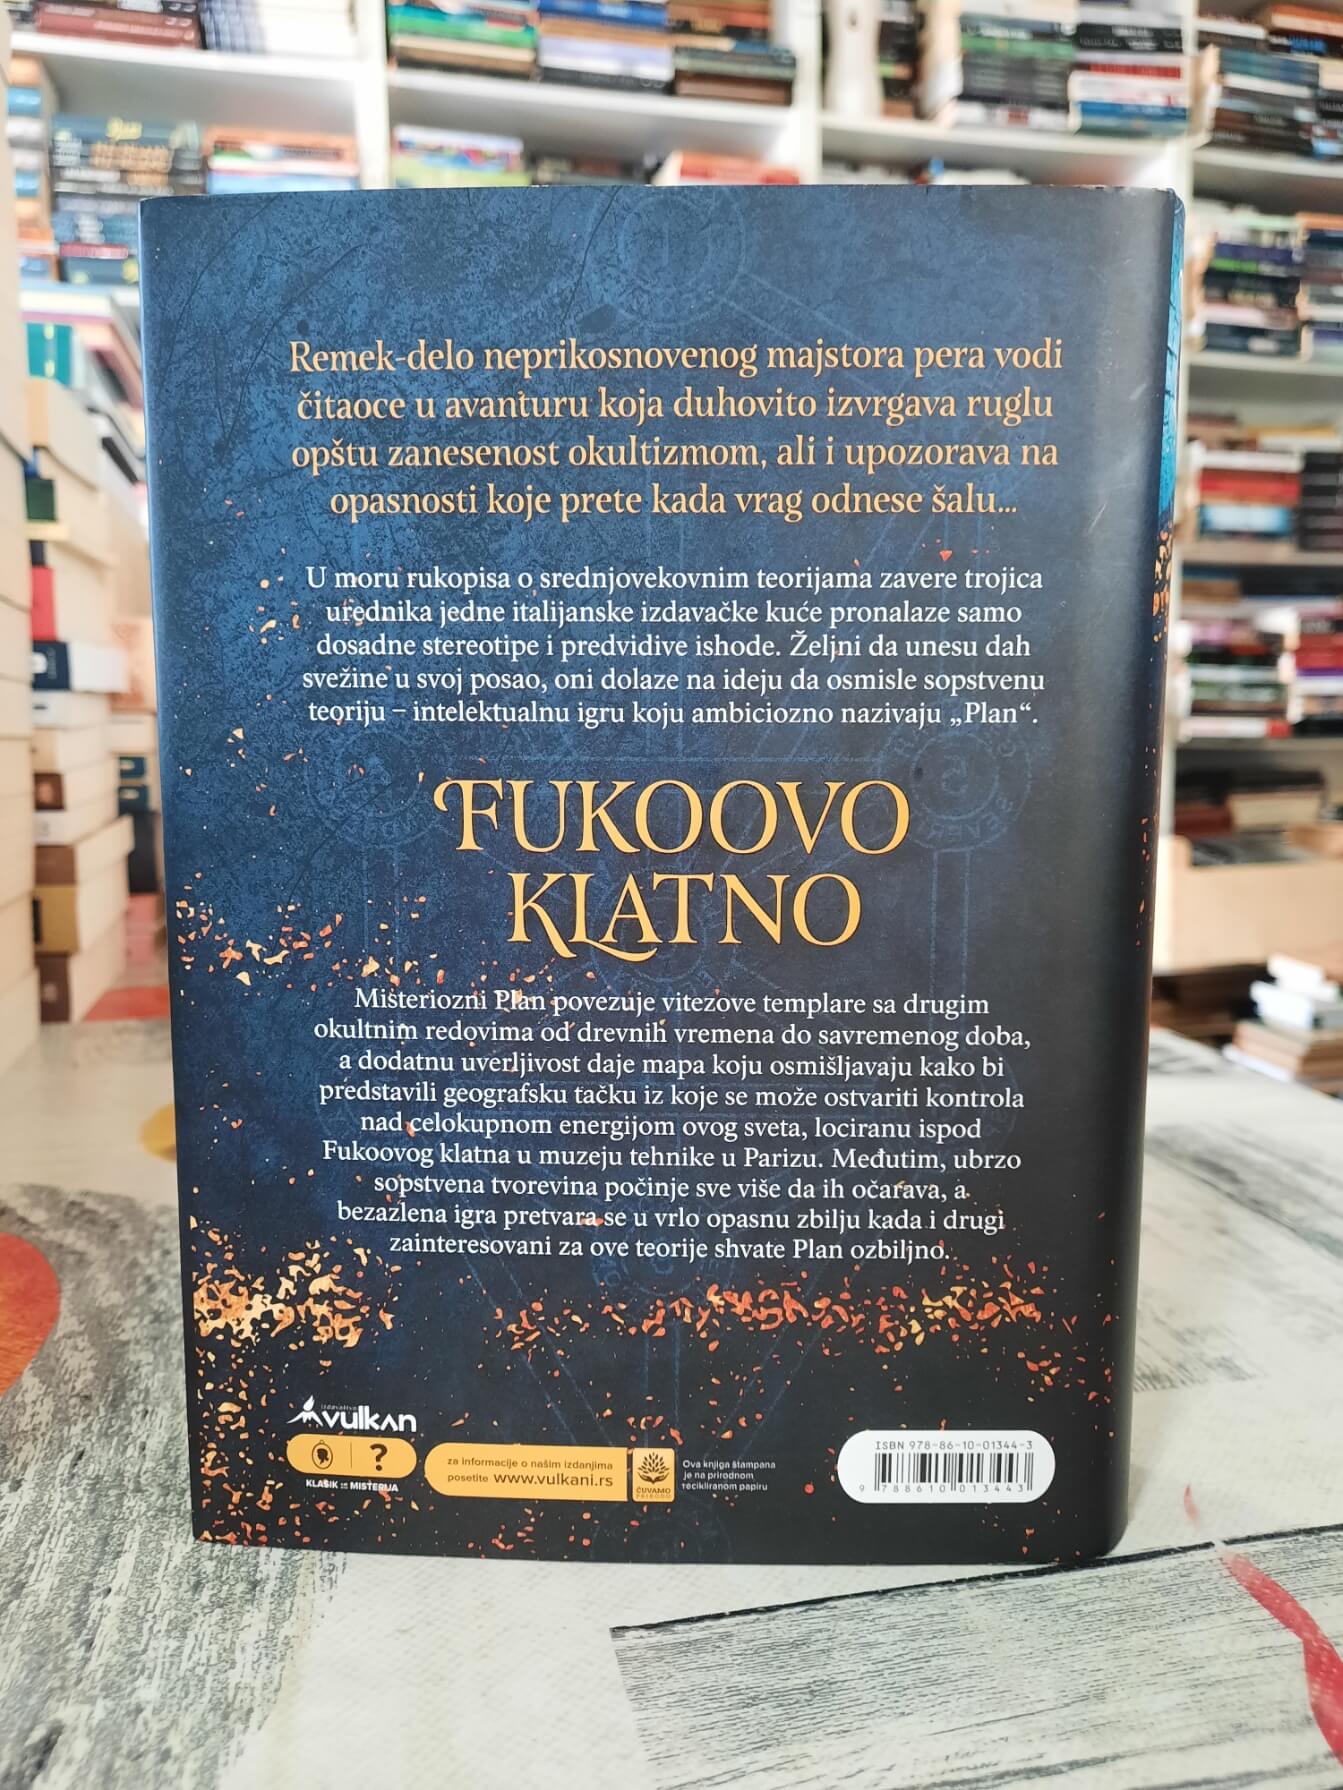 Remek-delo neprikosnovenog majstora pera vodi
čitaoce u avanturu koja duhovito izvrgava ruglu
opštu zanesenost okultizmom, ali i upozorava na
opasnosti koje prete kada vrag odnese šalu...
U moru rukopisa o srednjovekovnim teorijama zavere trojica
urednika jedne italijanske izdavačke kuće pronalaze samo
dosadne stereotipe i predvidive ishode. Željni da unesu dah
svežine u svoj posao, oni dolaze na ideju da osmisle sopstvenu
teoriju – intelektualnu igru koju ambiciozno nazivaju „Plan“.
FUKOOVO
KLATNO
Misteriozni Plan povezuje vitezove templare sa drugim
okultnim redovima od drevnih vremena do savremenog doba,
a dodatnu uverljivost daje mapa koju osmišljavaju kako bi
predstavili geografsku tačku iz koje se može ostvariti kontrola
nad celokupnom energijom ovog sveta, lociranu ispod
Fukoovog klatna u muzeju tehnike u Parizu. Međutim, ubrzo
sopstvena tvorevina počinje sve više da ih očarava, a
bezazlena igra pretvara se u vrlo opasnu zbilju kada i drugi
zainteresovani za ove teorije shvate Plan ozbiljno.
izdavaštvo
vulkan
?
KLASIK MISTERIJA
za informacije o našim izdanjima
posetite www.vulkani.rs
ČUVAMO
PRIRODU
Ova knjiga štampana
je na prirodnom
recikliranom papiru
ISBN 978-86-10-01344-3
9 788610 013443